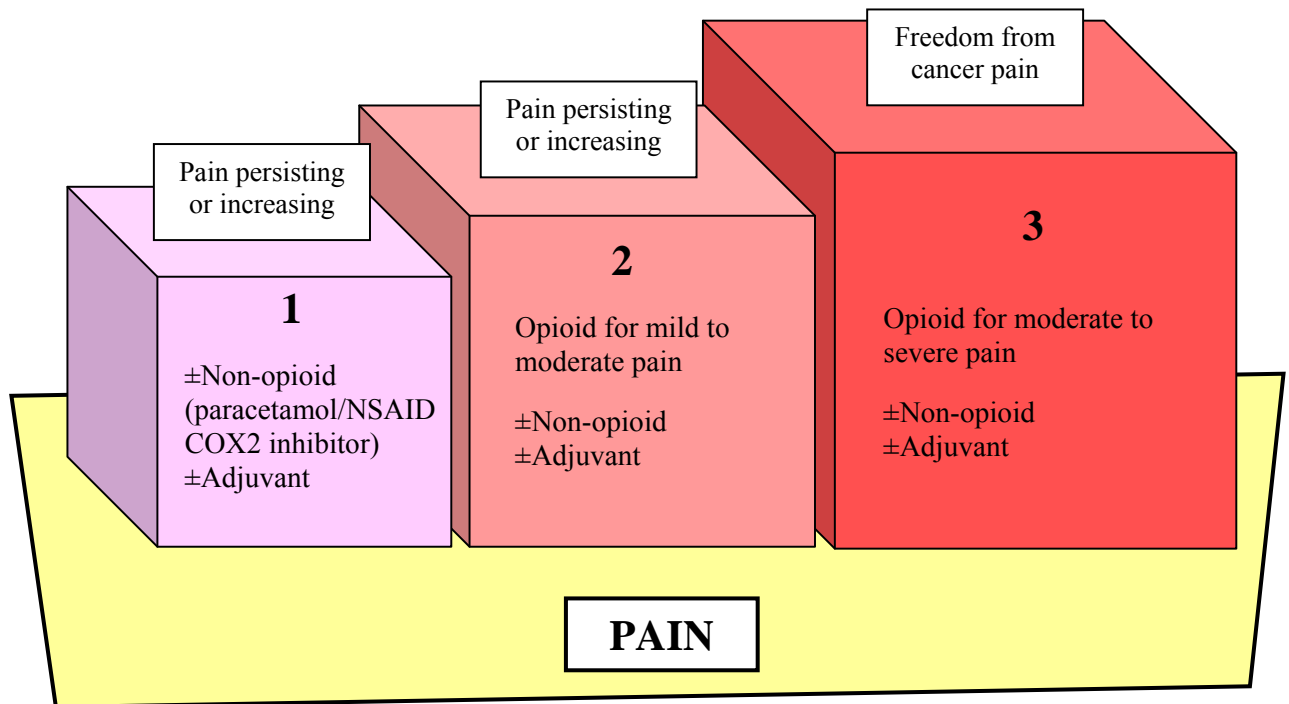 Pain persisting
or increasing
1
±Non-opioid
(paracetamol/NSAID
COX2 inhibitor)
±Adjuvant
Pain persisting
or increasing
2
Opioid for mild to
moderate pain
±Non-opioid
±Adjuvant
Freedom from
cancer pain
3
Opioid for moderate to
severe pain
±Non-opioid
±Adjuvant
PAIN